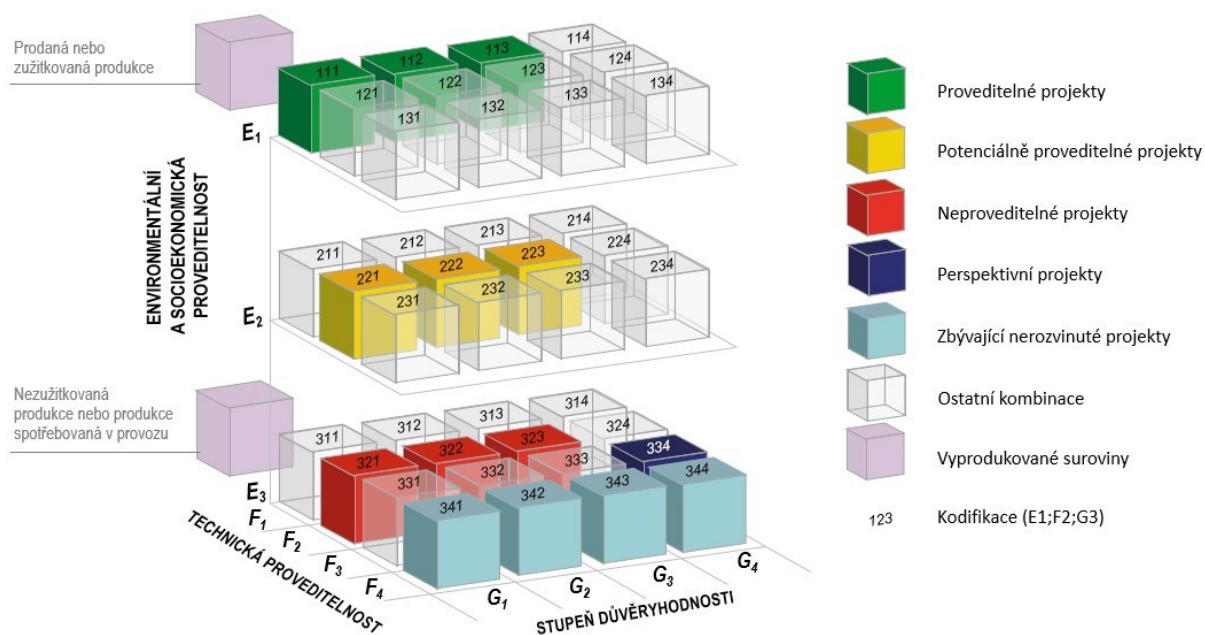 Prodaná nebo
zužitkovaná produkce
114
113
112
111
124
123
122
121
134
133
132
131
E1
ENVIRONMENTÁLNÍ
A SOCIOEKONOMICKÁ
PROVEDITELNOST
214
213
212
211
224
223
222
221
234
233
232
231
E2
Nezužitkovaná
produkce nebo produkce
spotřebovaná v provozu
314
313
312
311
324
323
322
321
334
333
332
331
344
343
342
341
E3
F1
F2
F3
F4
TECHNICKÁ PROVEDITELNOST
G1
G2
G3
G4
STUPEŇ DŮVĚRYHODNOSTI
Proveditelné projekty
Potenciálně proveditelné projekty
Neproveditelné projekty
Perspektivní projekty
Zbývající nerozvinuté projekty
Ostatní kombinace
Vyprodukované suroviny
123 Kodifikace (E1;F2;G3)